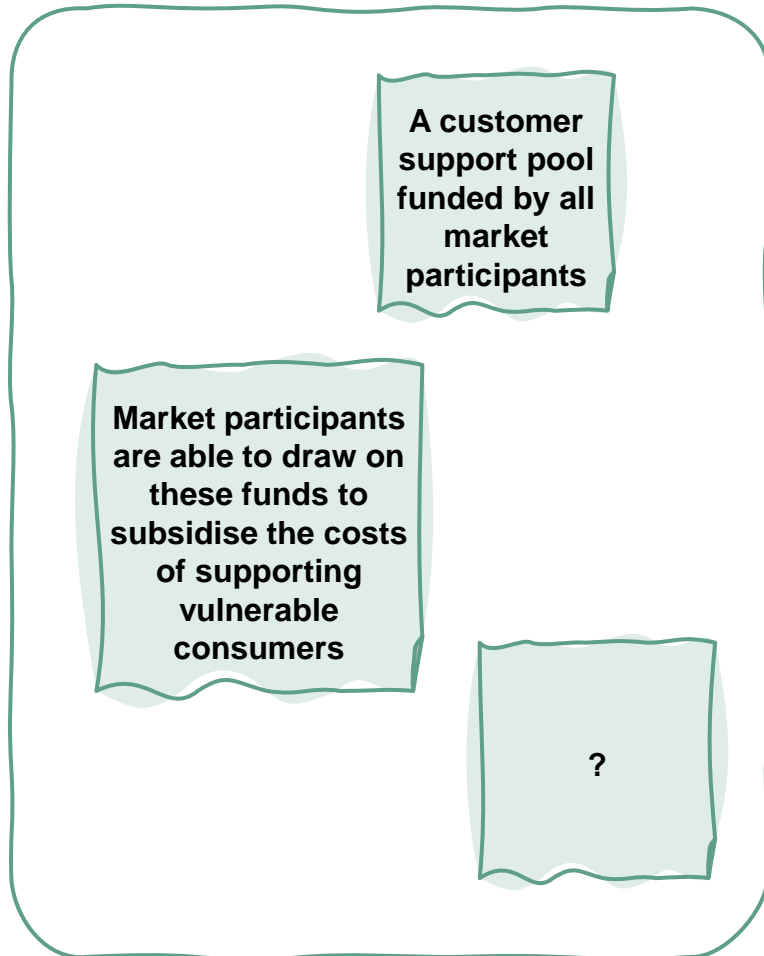 A customer
support pool
funded by all
market
participants
Market participants
are able to draw on
these funds to
subsidise the costs
of supporting
vulnerable
consumers
?